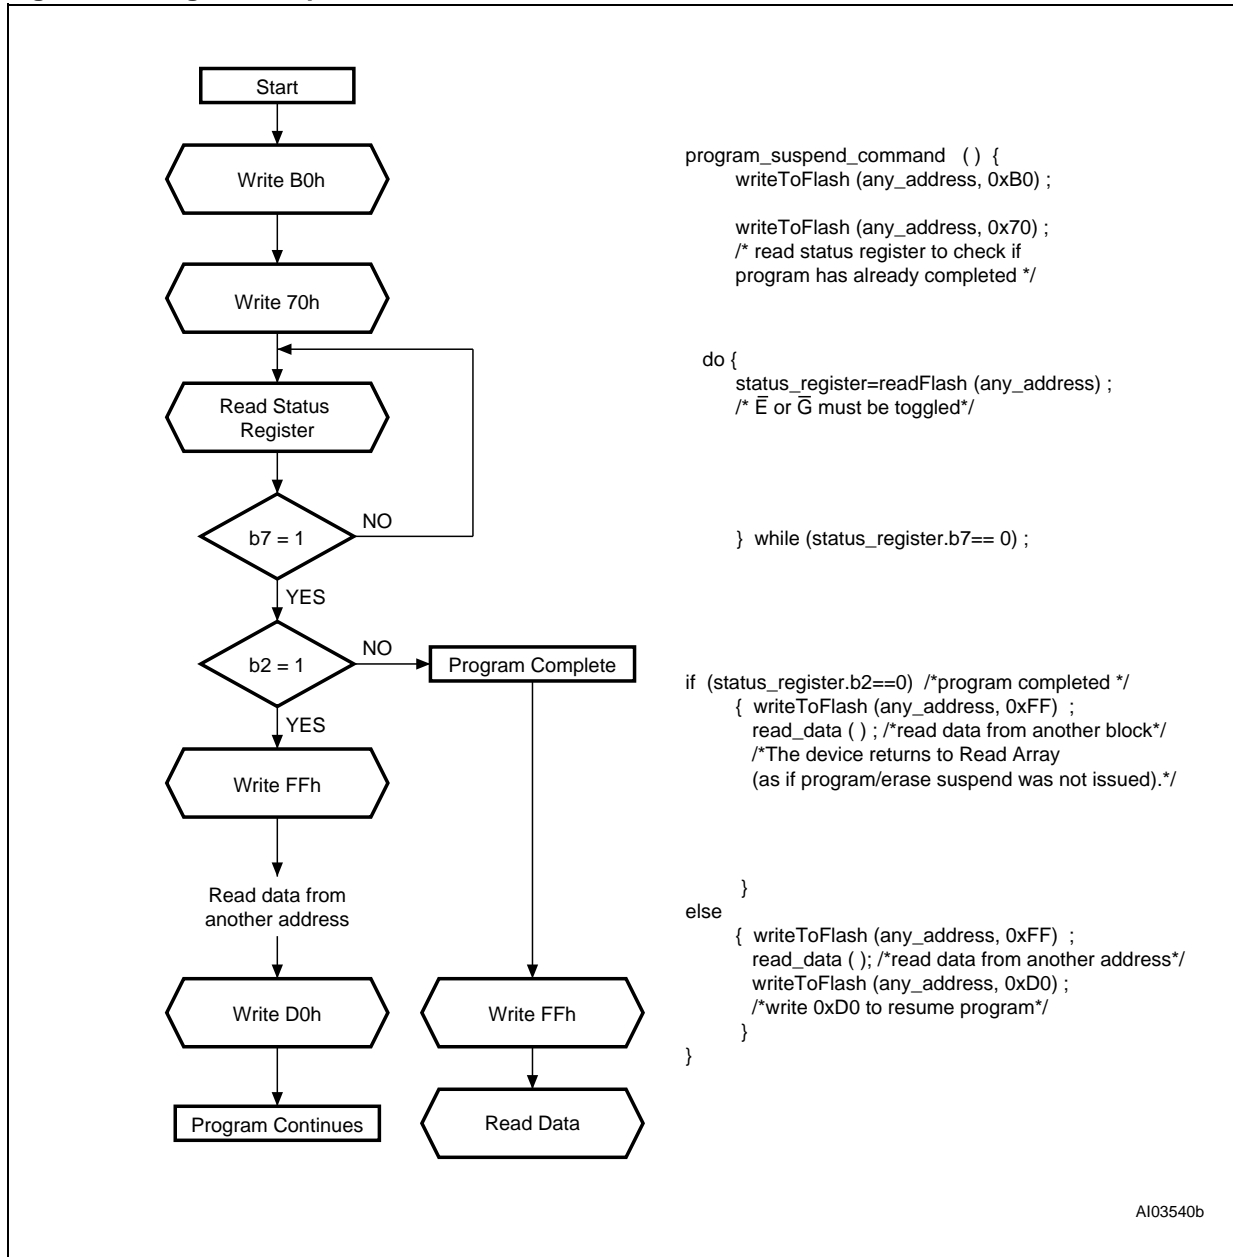 Start
Write B0h
Write 70h
Read Status
Register
NO
b7 = 1
YES
NO
b2 = 1
Program Complete
YES
Write FFh
Read data from
another address
Write D0h
Write FFh
Program Continues
Read Data
program_suspend_command ( ) {
writeToFlash (any_address, 0xB0) ;
writeToFlash (any_address, 0x70) ;
/* read status register to check if
program has already completed */
do {
status_register=readFlash (any_address) ;
/* E̅ or G̅ must be toggled*/
} while (status_register.b7== 0) ;
if (status_register.b2==0) /*program completed */
{ writeToFlash (any_address, 0xFF) ;
read_data ( ) ; /*read data from another block*/
/*The device returns to Read Array
(as if program/erase suspend was not issued).*/
}
else
{ writeToFlash (any_address, 0xFF) ;
read_data ( ); /*read data from another address*/
writeToFlash (any_address, 0xD0) ;
/*write 0xD0 to resume program*/
}
}
AI03540b